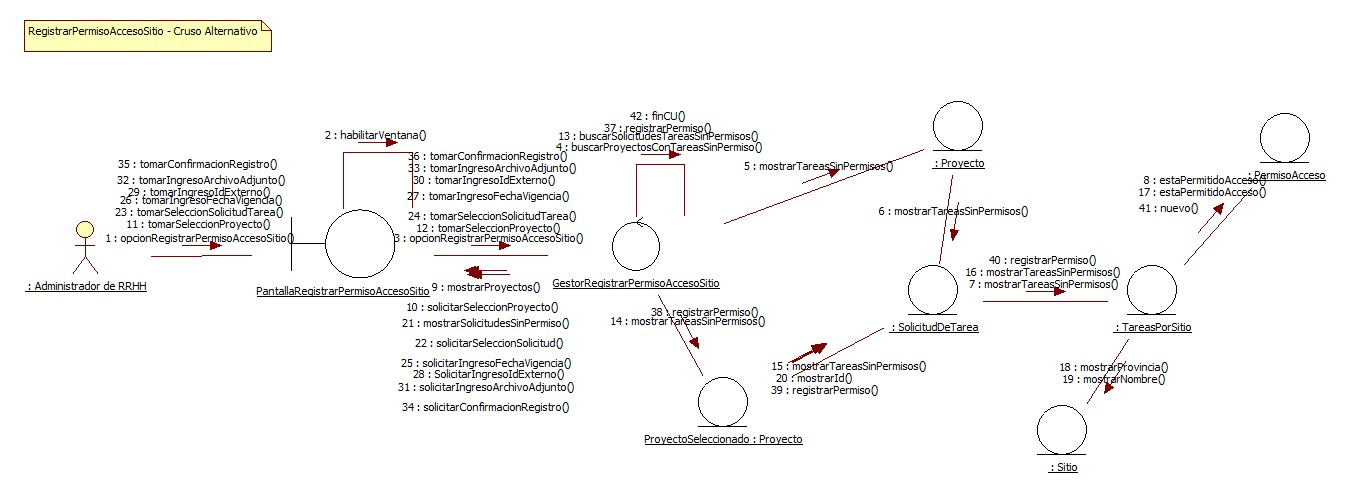 RegistrarPermisoAccesoSitio - Cruso Alternativo
35 : tomarConfirmacionRegistro()
32 : tomarIngresoArchivoAdjunto()
29 : tomarIngresoIdExterno()
26 : tomarIngresoFechaVigenda()
23 : tomarSeleccionSolicitudTarea()
11 : tomarSeleccionProyecto()
1 : opcionRegistrarPermisoAccesoSitio()
: Administrador de RRHH
2 : habilitarVentana()
PantallaRegistrarPermisoAccesoSitio
36 : tomarConfirmacionRegistro()
33 : tomarIngresoArchivoAdjunto()
30 : tomarIngresoIdExterno()
27 : tomarIngresoFechaVigencia()
24 : tomarSeleccionSolicitudTarea()
12 : tomarSeleccionProyecto()
3 : opcionRegistrarPermisoAccesoSitio()
9 : mostrarProyectos()
10 : solicitarSeleccionProyecto()
21 : mostrarSolicitudesSinPermiso()
22 : solicitarSeleccionSolicitud()
25 : solicitarIngresoFechaVigencia()
28 : SolicitarIngresoIdExterno()
31 : solicitarIngresoArchivoAdjunto()
34 : solicitarConfirmacionRegistro()
42 : finCU()
37 : registrarPermiso()
13 : buscarSolicitudesTareasSinPermisos()
4 : buscarProyectosConTareasSinPermiso()
GestorRegistrarPermisoAccesoSitio
5 : mostrarTareasSinPermisos()
: Proyecto
6 : mostrarTareasSinPermisos()
38 : registrarPermiso()
14 : mostrarTareasSinPermisos()
ProyectoSeleccionado : Proyecto
15 : mostrarTareasSinPermisos()
20 : mostrarId()
39 : registrarPermiso()
: SolicitudDeTarea
40 : registrarPermiso()
16 : mostrarTareasSinPermisos()
7 : mostrarTareasSinPermisos()
: TareasPorSitio
8 : estaPermitidoAcceso()
17 : estaPermitidoAcceso()
41 : nuevo()
: PermisoAcceso
18 : mostrarProvincia()
19 : mostrarNombre()
: Sitio